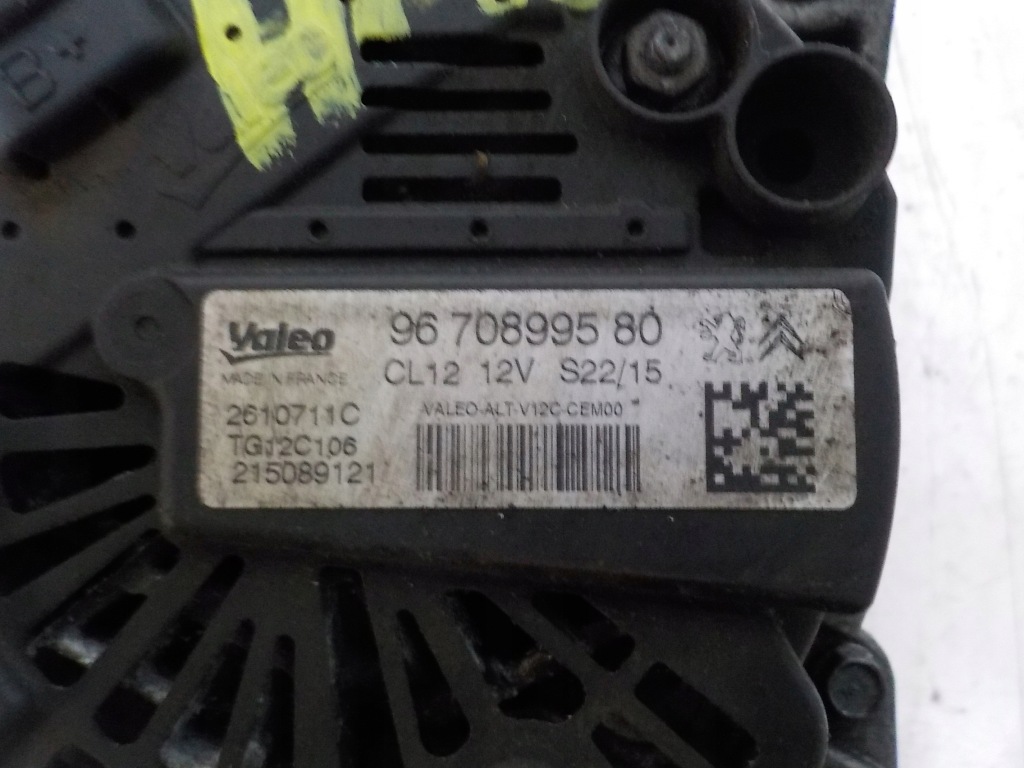 B+
Valeo
MADE IN FRANCE
96 708995 80
CL12 12V S22/15
2610711C
TG12C106
215089121
VALEO-ALT-V12C-CEM00